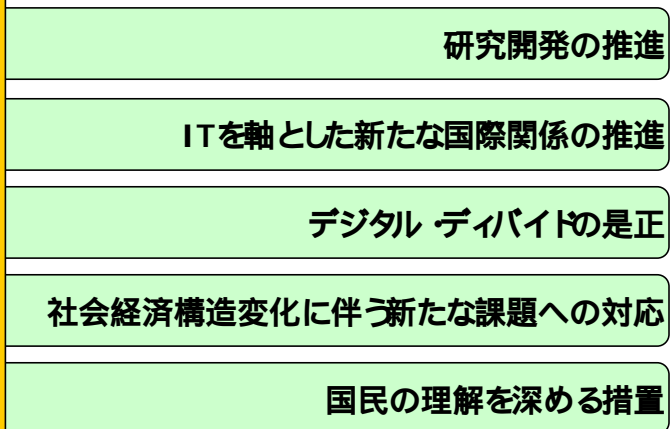 研究開発の推進
ITを軸とした新たな国際関係の推進
デジタル・ディバイドの是正
社会経済構造変化に伴う新たな課題への対応
国民の理解を深める措置